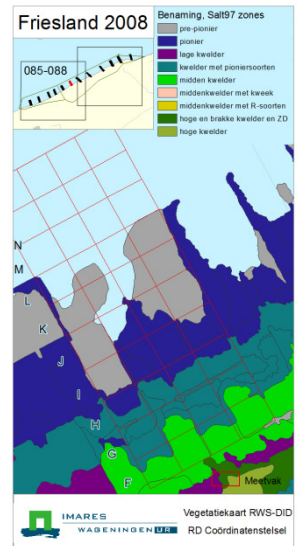 Friesland 2008
085-088
Benaming, Salt97 zones
pre-pionier
pionier
lage kwelder
kwelder met pioniersoorten
midden kwelder
middenkwelder met kweek
middenkwelder met R-soorten
hoge en brakke kwelder en ZD
hoge kwelder
N
M
L
K
J
I
H
G
F
Meetvak
IMARES
WAGENINGEN UR
Vegetatiekaart RWS-DID
RD Coördinatenstelsel